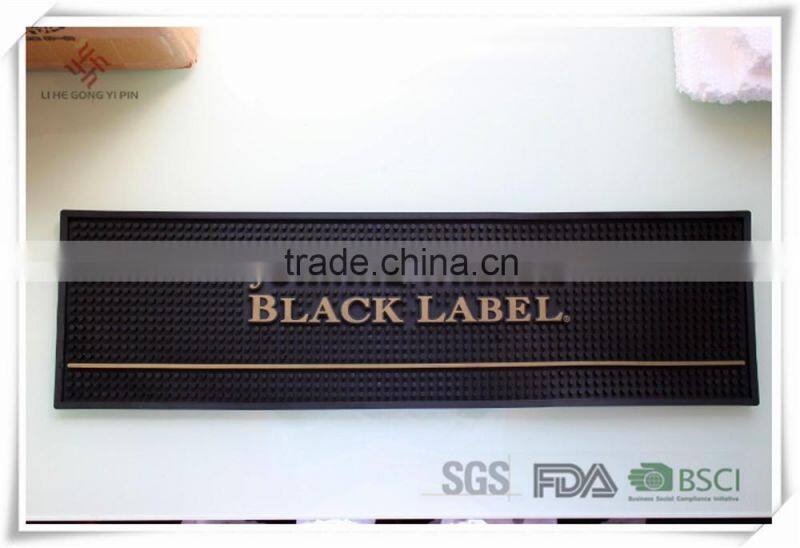 LI HE GONG YI PIN
trade.china.cn
BLACK LABEL®
SGS FDA BSCI
Business Social Compliance Initiative